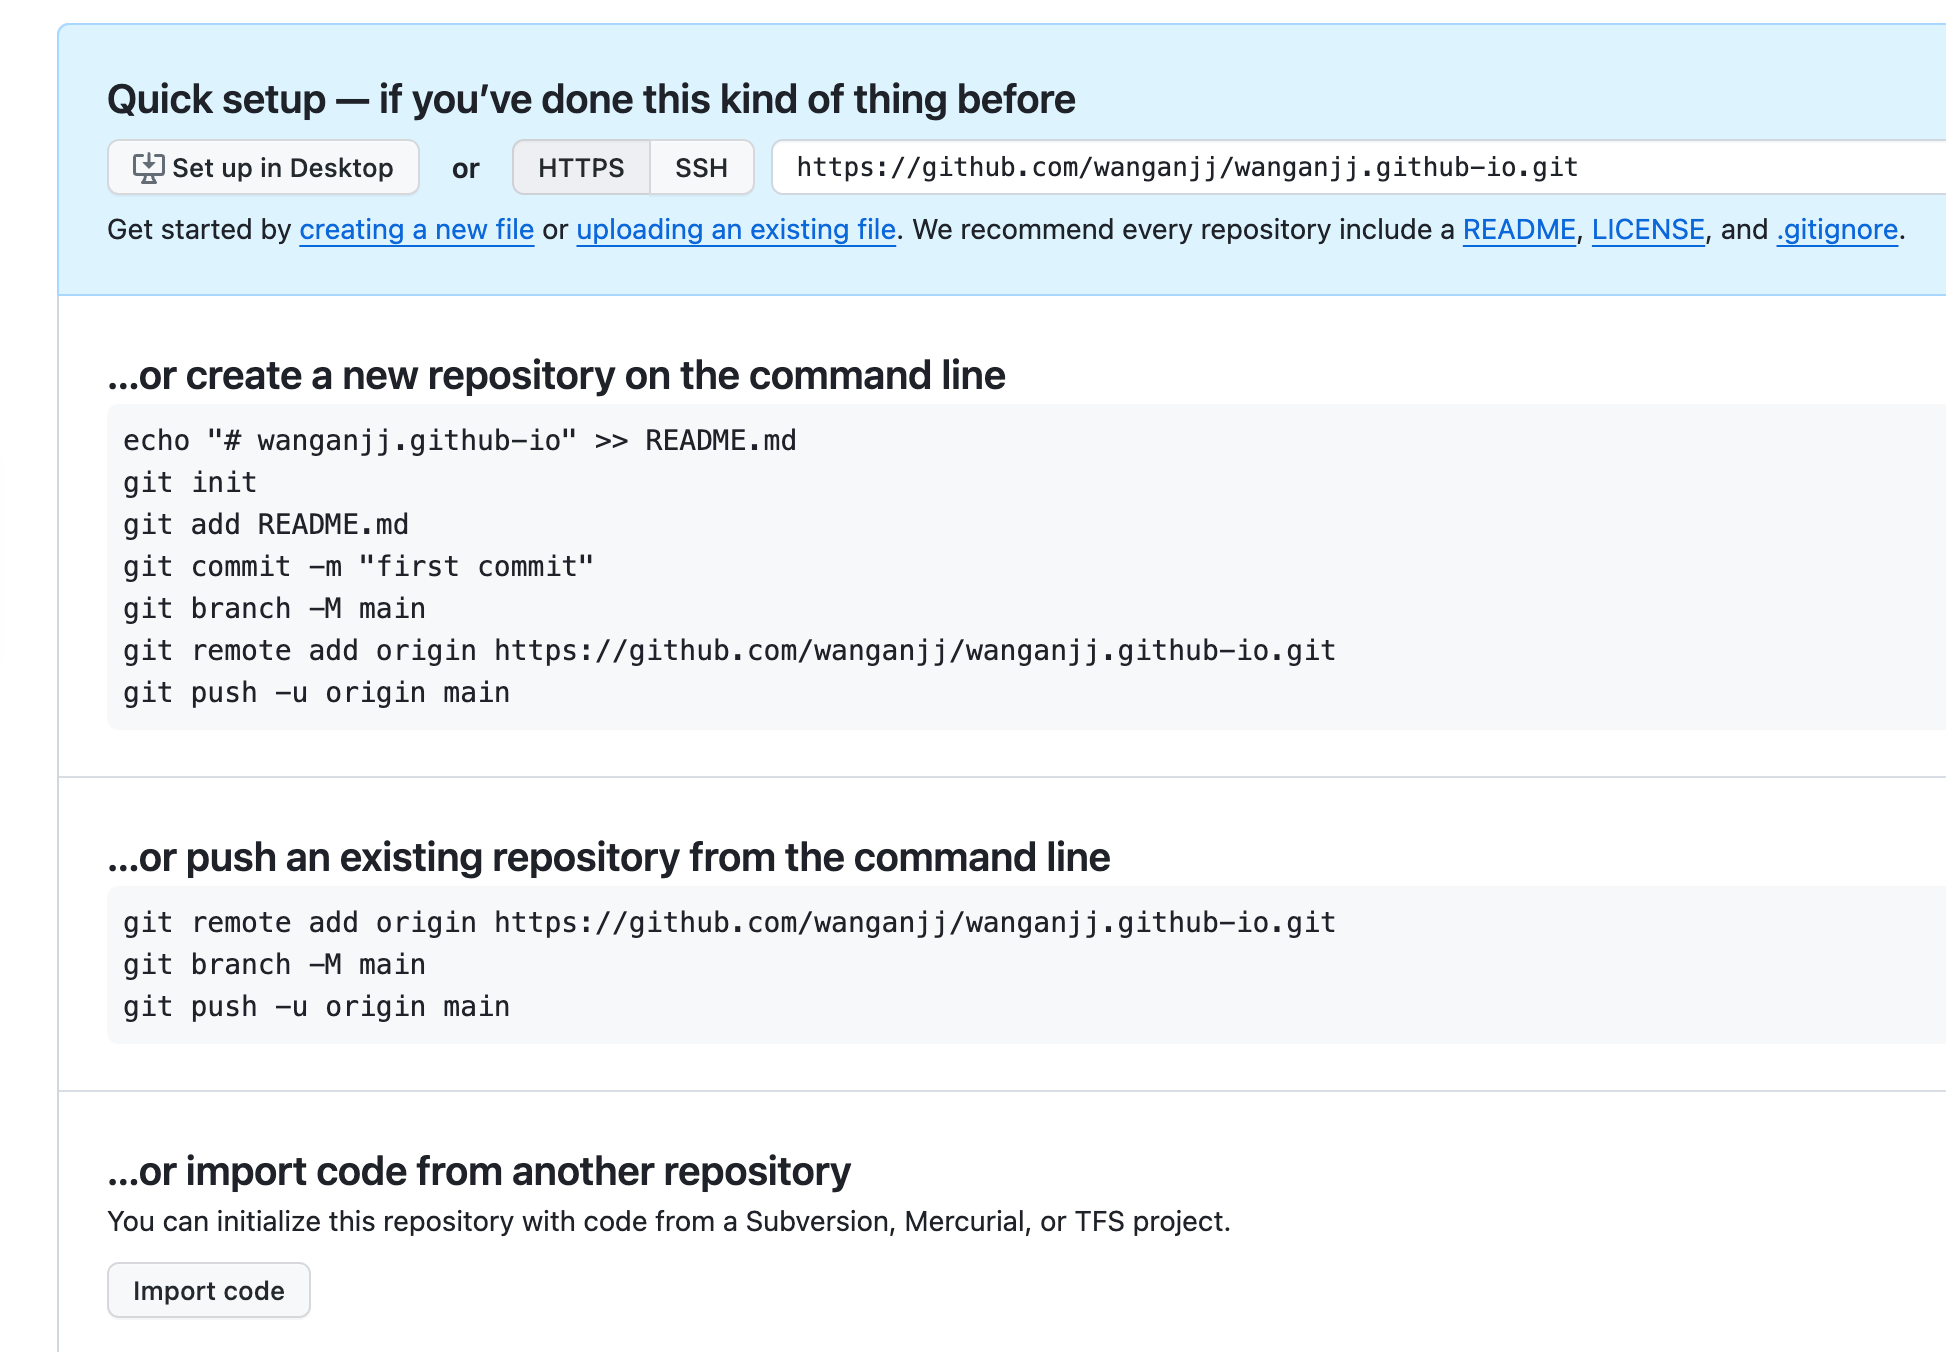 Quick setup — if you’ve done this kind of thing before
Set up in Desktop or HTTPS SSH https://github.com/wanganjj/wanganjj.github-io.git
Get started by creating a new file or uploading an existing file. We recommend every repository include a README, LICENSE, and .gitignore.
…or create a new repository on the command line
echo "# wanganjj.github-io" >> README.md
git init
git add README.md
git commit -m "first commit"
git branch -M main
git remote add origin https://github.com/wanganjj/wanganjj.github-io.git
git push -u origin main
…or push an existing repository from the command line
git remote add origin https://github.com/wanganjj/wanganjj.github-io.git
git branch -M main
git push -u origin main
…or import code from another repository
You can initialize this repository with code from a Subversion, Mercurial, or TFS project.
Import code